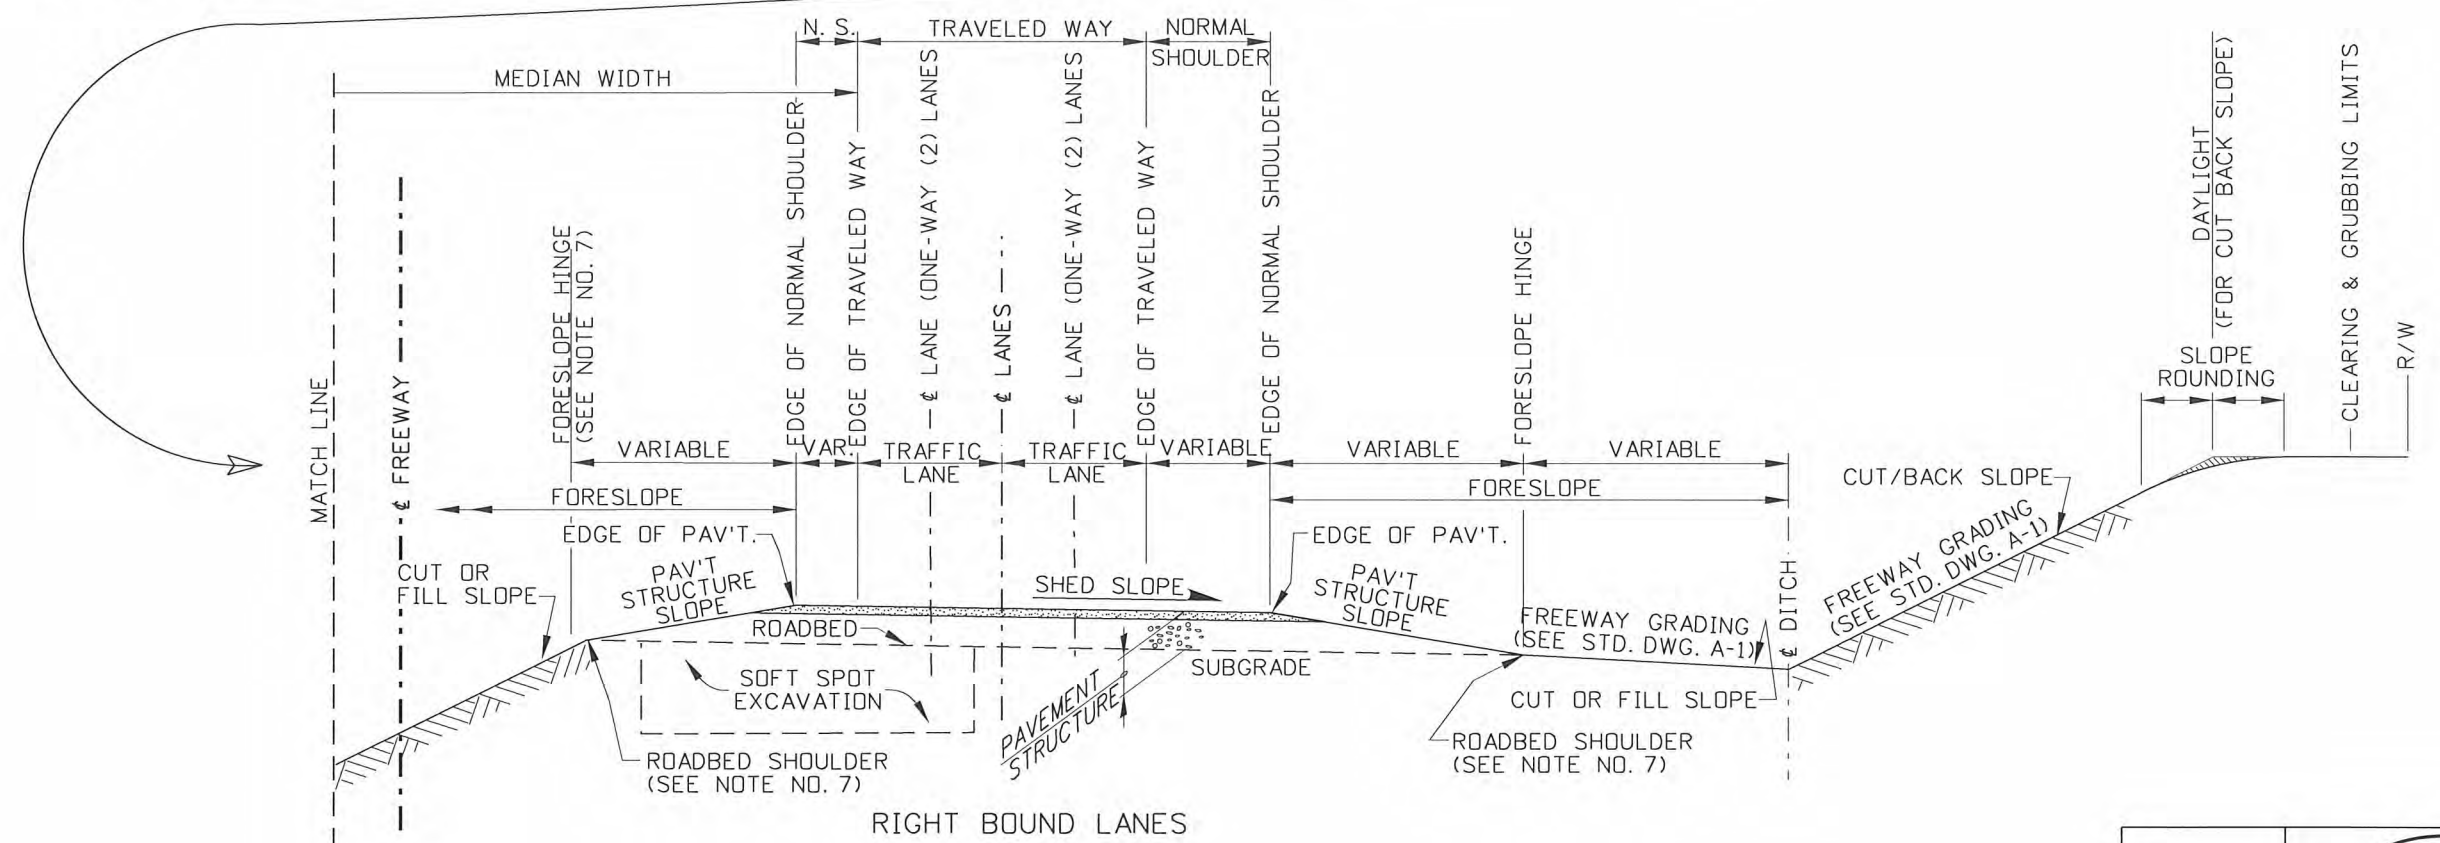 N. S.
TRAVELED WAY
NORMAL
SHOULDER
MEDIAN WIDTH
MATCH LINE
℄ FREEWAY
FORESLOPE HINGE
(SEE NOTE NO. 7)
EDGE OF NORMAL SHOULDER
EDGE OF TRAVELED WAY
℄ LANE (ONE-WAY (2) LANES
℄ LANES
℄ LANE (ONE-WAY (2) LANES
EDGE OF TRAVELED WAY
EDGE OF NORMAL SHOULDER
FORESLOPE HINGE
DAYLIGHT
(FOR CUT BACK SLOPE)
CLEARING & GRUBBING LIMITS
R/W
SLOPE
ROUNDING
VARIABLE
VAR.
TRAFFIC
LANE
TRAFFIC
LANE
VARIABLE
VARIABLE
VARIABLE
FORESLOPE
FORESLOPE
CUT/BACK SLOPE
EDGE OF PAV'T.
EDGE OF PAV'T.
CUT OR
FILL SLOPE
PAV'T
STRUCTURE
SLOPE
SHED SLOPE
PAV'T
STRUCTURE
SLOPE
FREEWAY GRADING
(SEE STD. DWG. A-1)
℄ DITCH
FREEWAY GRADING
(SEE STD. DWG. A-1)
ROADBED
SUBGRADE
SOFT SPOT
EXCAVATION
PAVEMENT
STRUCTURE
CUT OR FILL SLOPE
ROADBED SHOULDER
(SEE NOTE NO. 7)
ROADBED SHOULDER
(SEE NOTE NO. 7)
RIGHT BOUND LANES